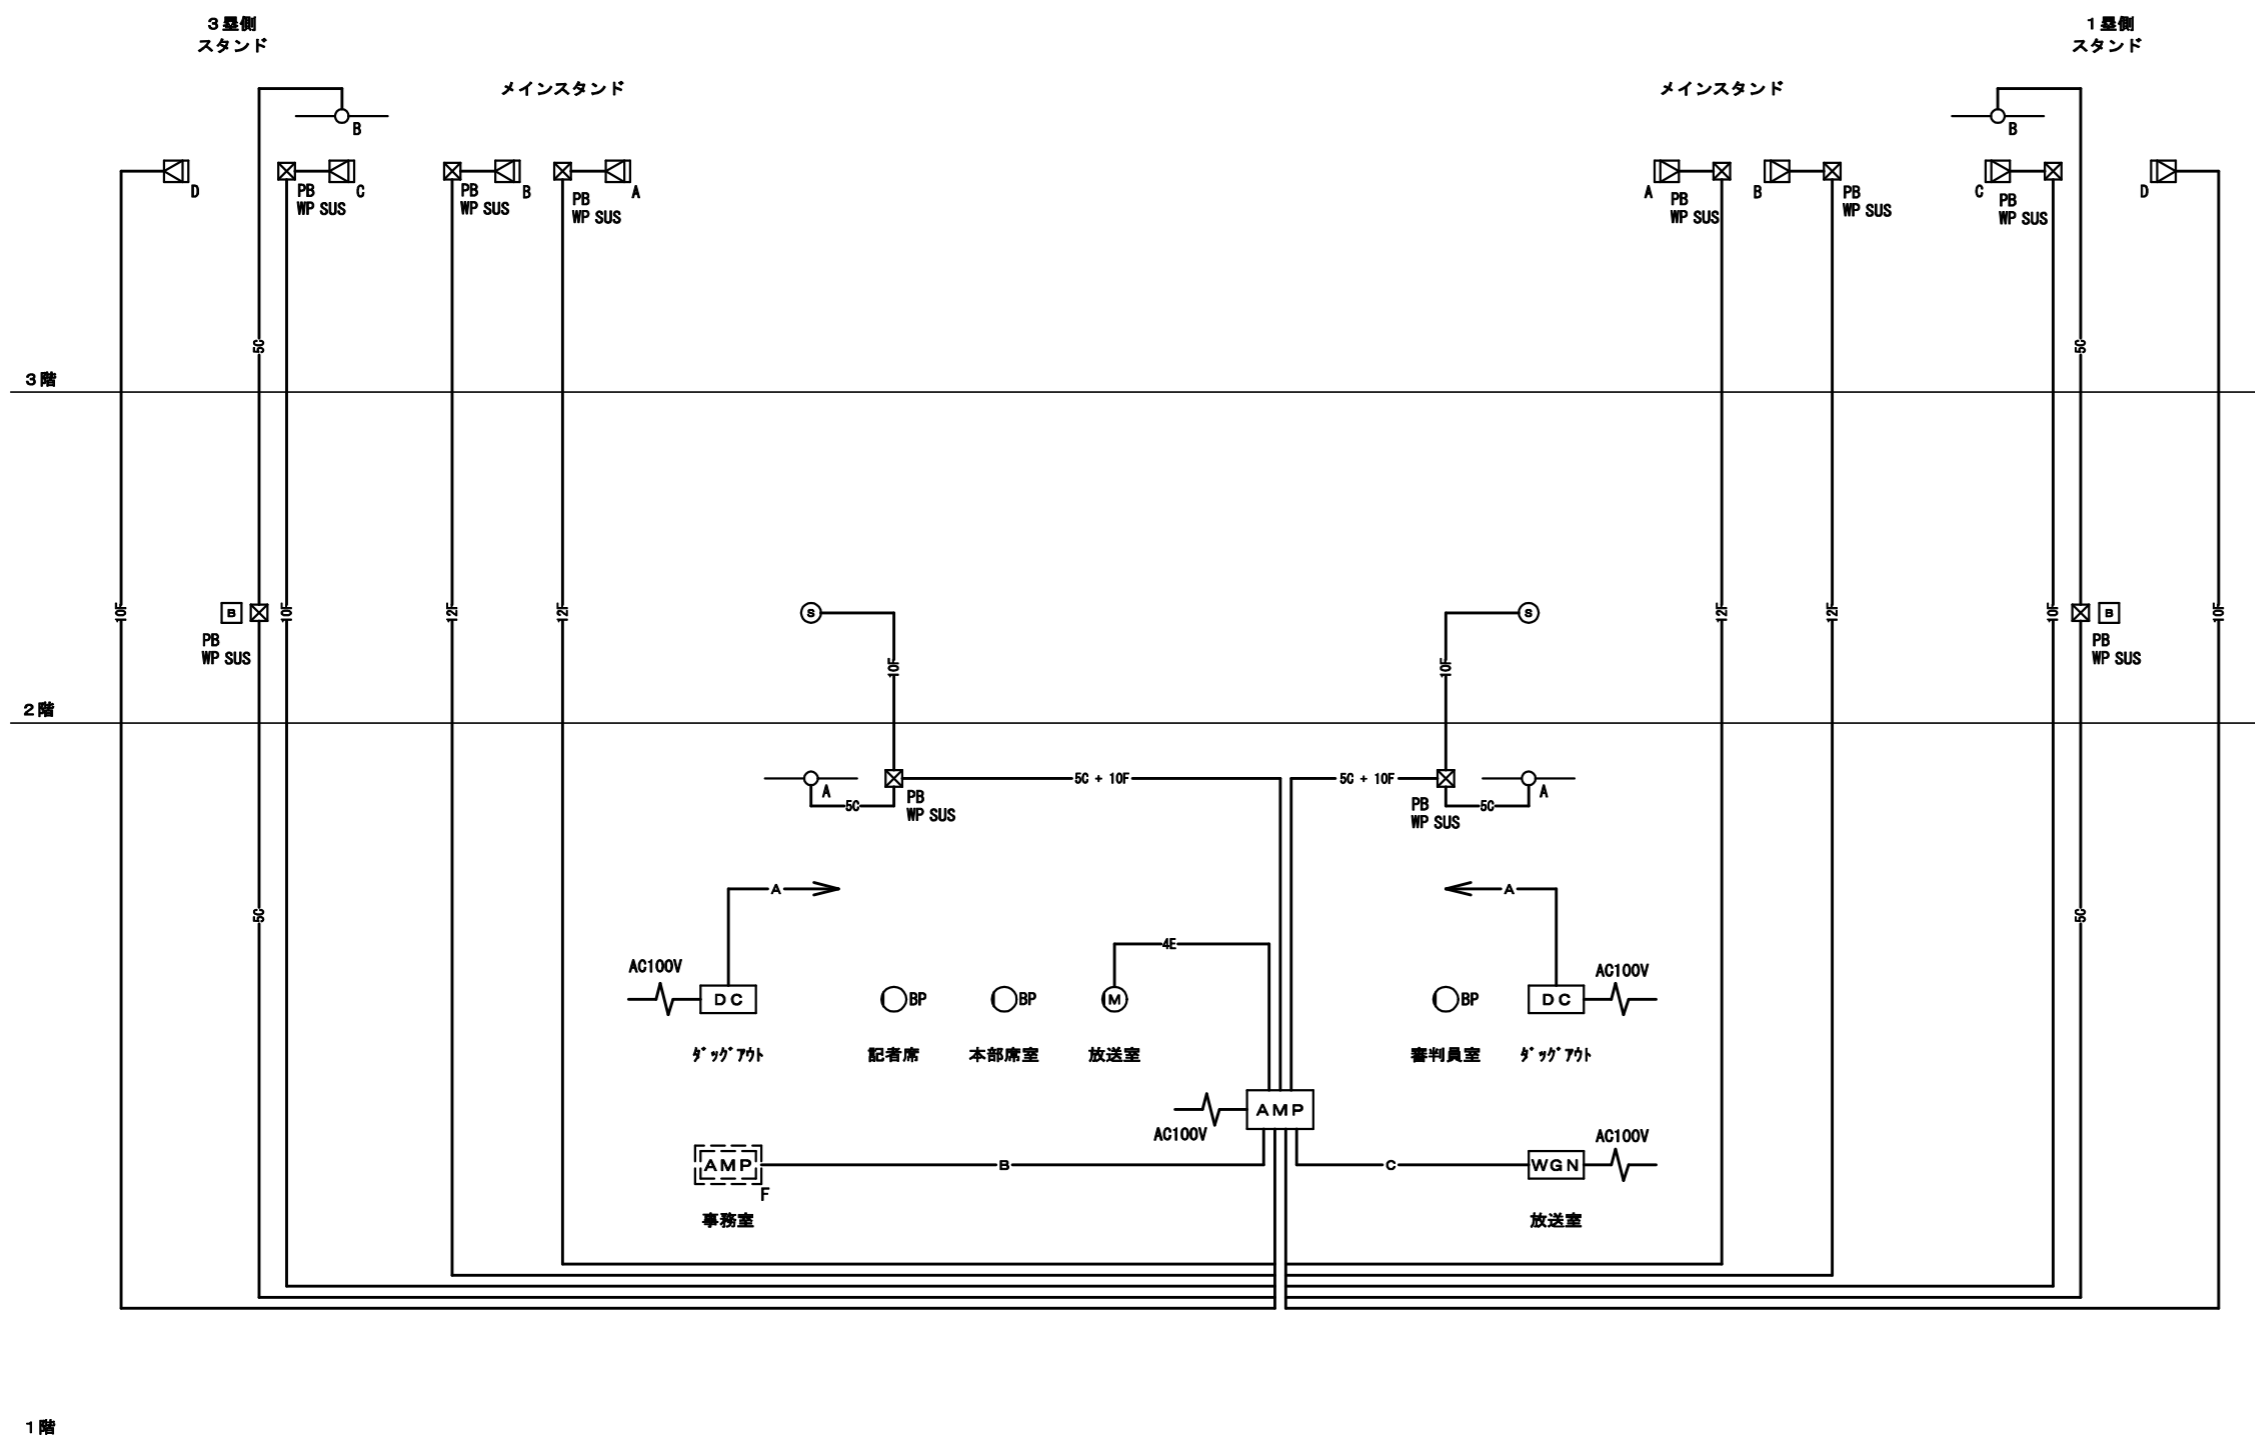 3塁側
スタンド
1塁側
スタンド
メインスタンド
メインスタンド
B
B
D
PB
WP SUS
C
PB
WP SUS
B
PB
WP SUS
A
A
PB
WP SUS
B
PB
WP SUS
C
PB
WP SUS
D
5C
5C
3階
10F
B
10F
12F
12F
S
S
12F
12F
10F
B
10F
PB
WP SUS
PB
WP SUS
10F
10F
2階
A
5C
PB
WP SUS
5C + 10F
5C + 10F
PB
WP SUS
5C
A
A
A
5C
5C
4E
AC100V
DC
BP
BP
M
BP
DC
AC100V
ダッグアウト
記者席
本部席室
放送室
審判員室
ダッグアウト
AMP
AC100V
AC100V
AMP
F
B
C
WGN
事務室
放送室
1階